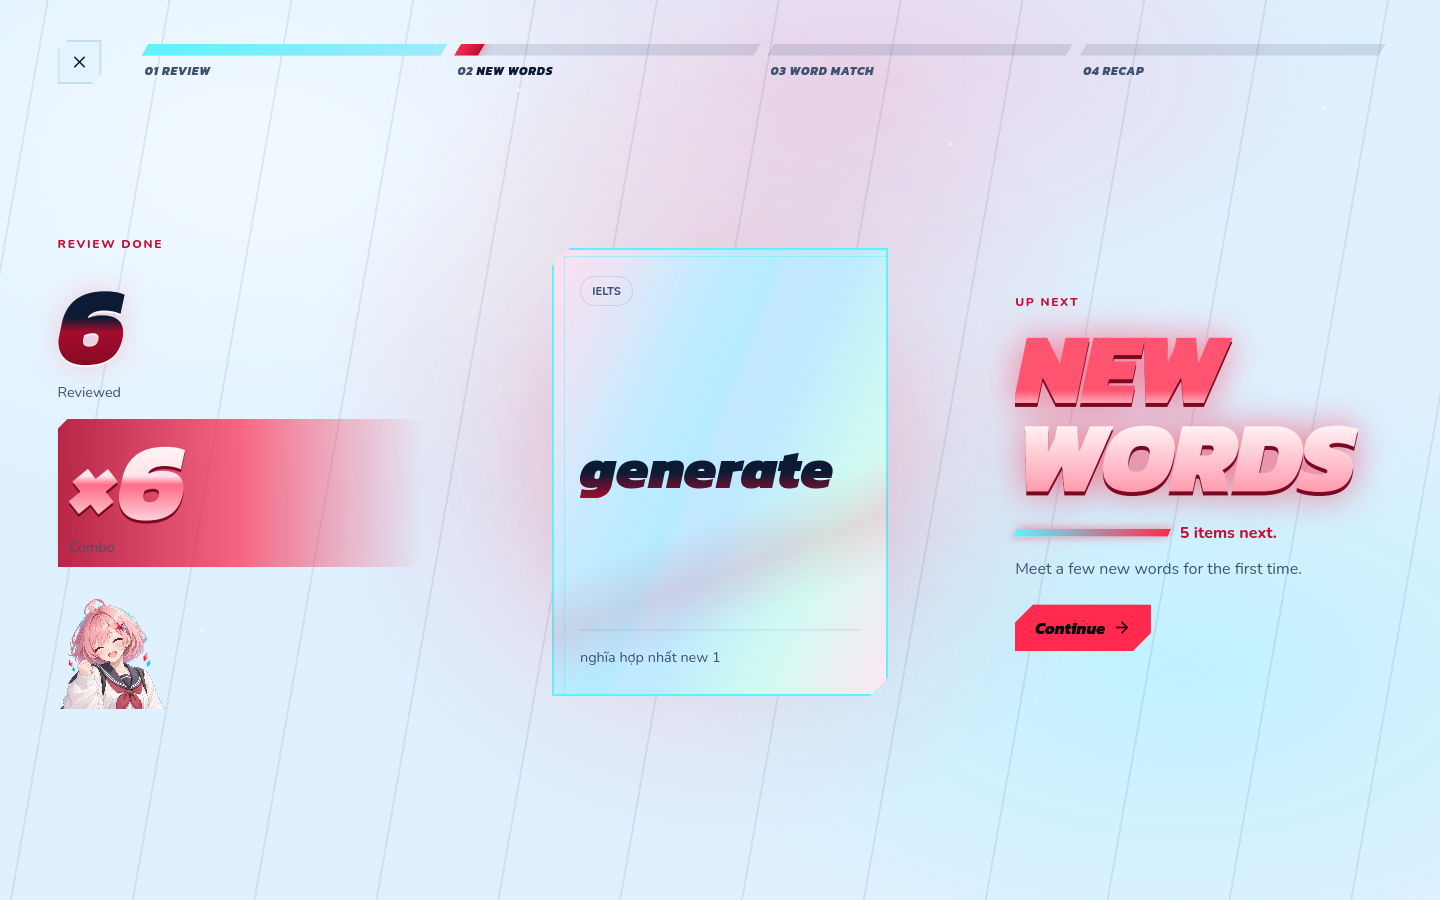 01 REVIEW
02 NEW WORDS
03 WORD MATCH
04 RECAP
REVIEW DONE
6
Reviewed
×6
Combo
IELTS
generate
nghĩa hợp nhất new 1
UP NEXT
NEW
WORDS
5 items next.
Meet a few new words for the first time.
Continue →